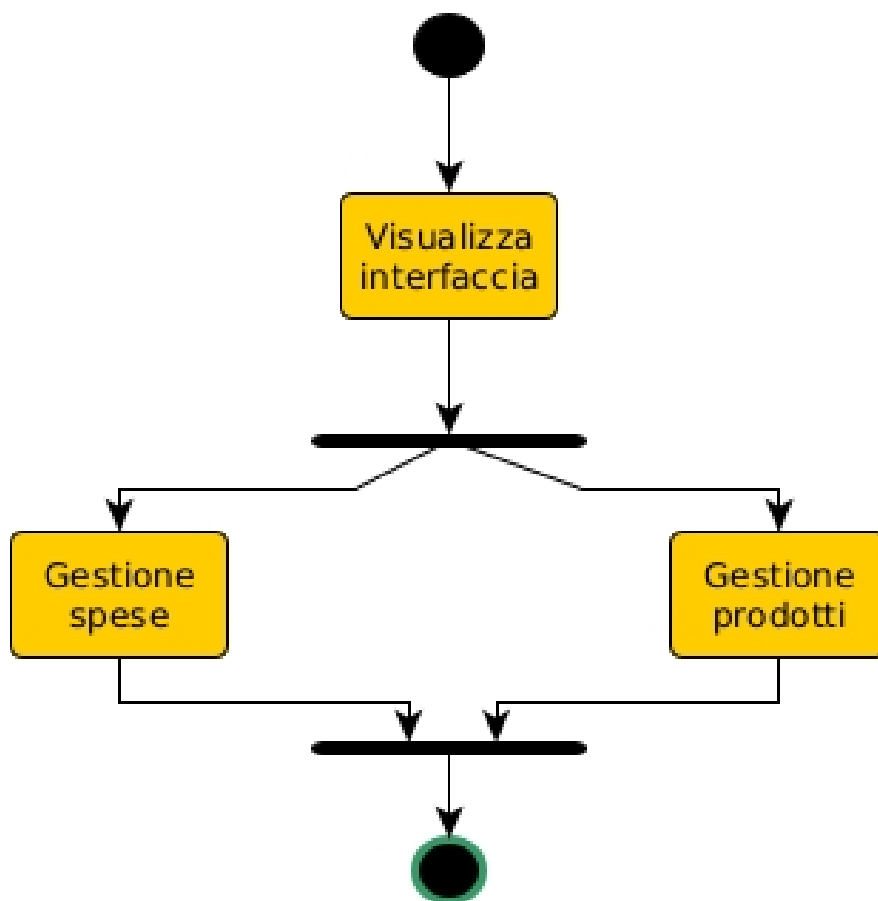 Visualizza
interfaccia
Gestione
spese
Gestione
prodotti